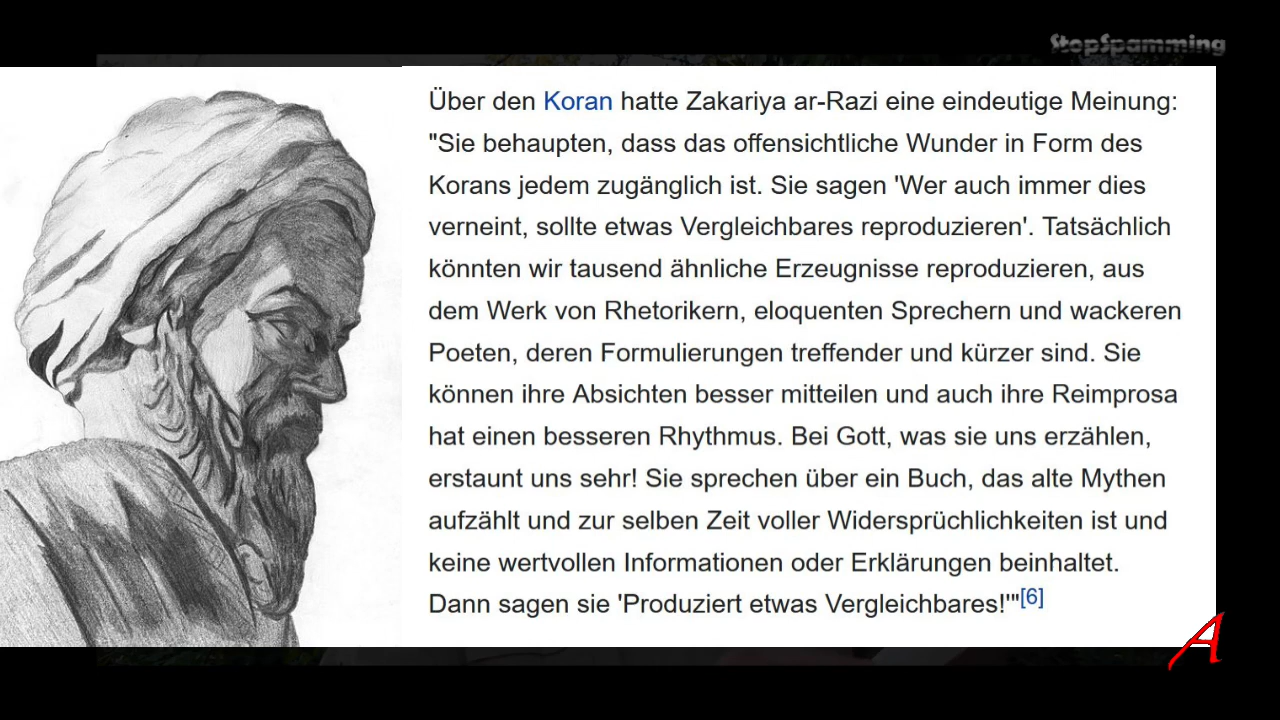 StopSpamming
Über den Koran hatte Zakariya ar-Razi eine eindeutige Meinung:
"Sie behaupten, dass das offensichtliche Wunder in Form des
Korans jedem zugänglich ist. Sie sagen 'Wer auch immer dies
verneint, sollte etwas Vergleichbares reproduzieren'. Tatsächlich
könnten wir tausend ähnliche Erzeugnisse reproduzieren, aus
dem Werk von Rhetorikern, eloquenten Sprechern und wackeren
Poeten, deren Formulierungen treffender und kürzer sind. Sie
können ihre Absichten besser mitteilen und auch ihre Reimprosa
hat einen besseren Rhythmus. Bei Gott, was sie uns erzählen,
erstaunt uns sehr! Sie sprechen über ein Buch, das alte Mythen
aufzählt und zur selben Zeit voller Widersprüchlichkeiten ist und
keine wertvollen Informationen oder Erklärungen beinhaltet.
Dann sagen sie 'Produziert etwas Vergleichbares!'"[6]
A